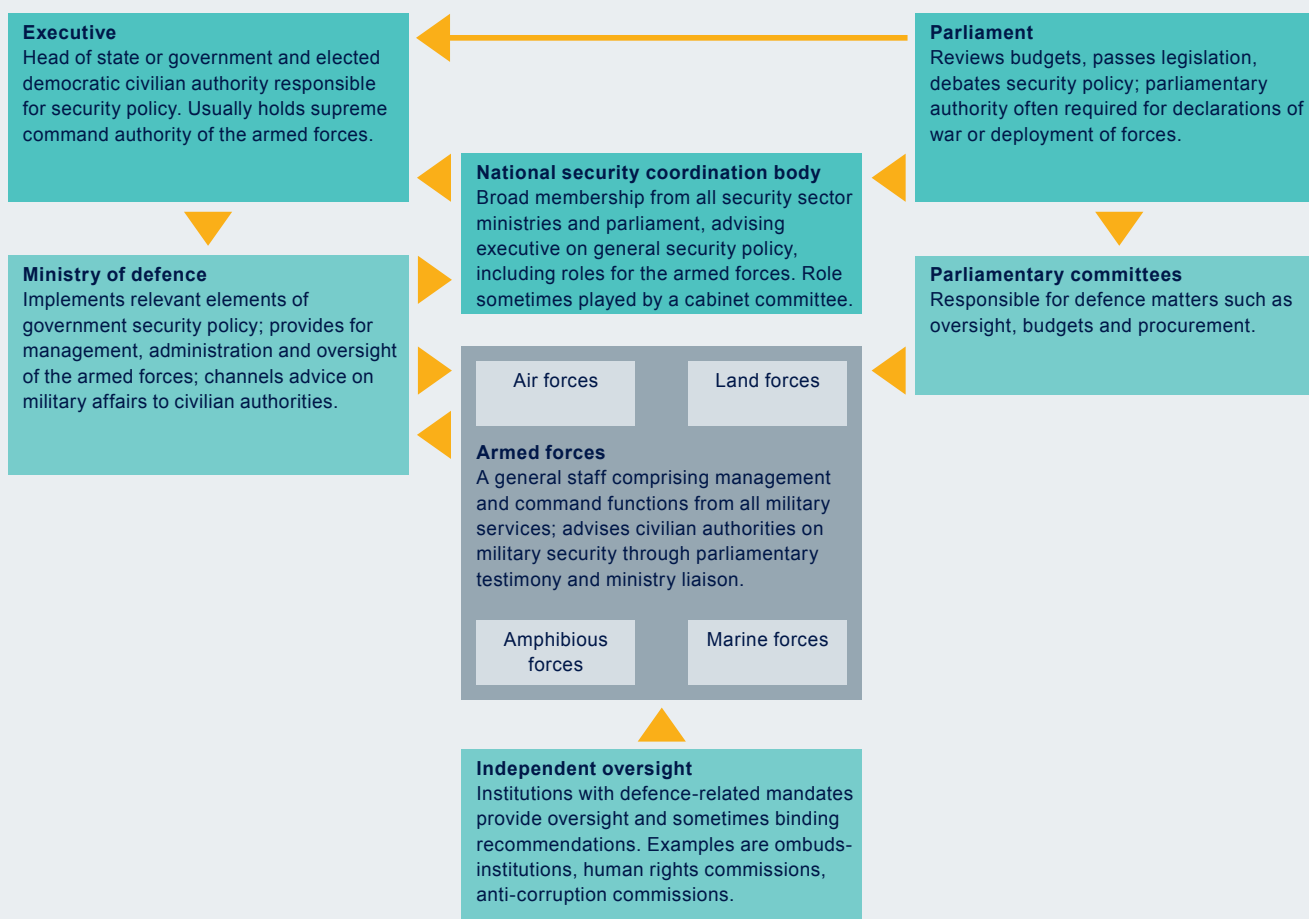 Executive
Head of state or government and elected
democratic civilian authority responsible
for security policy. Usually holds supreme
command authority of the armed forces.
Parliament
Reviews budgets, passes legislation,
debates security policy; parliamentary
authority often required for declarations of
war or deployment of forces.
National security coordination body
Broad membership from all security sector
ministries and parliament, advising
executive on general security policy,
including roles for the armed forces. Role
sometimes played by a cabinet committee.
Ministry of defence
Implements relevant elements of
government security policy; provides for
management, administration and oversight
of the armed forces; channels advice on
military affairs to civilian authorities.
Parliamentary committees
Responsible for defence matters such as
oversight, budgets and procurement.
Air forces
Land forces
Armed forces
A general staff comprising management
and command functions from all military
services; advises civilian authorities on
military security through parliamentary
testimony and ministry liaison.
Amphibious
forces
Marine forces
Independent oversight
Institutions with defence-related mandates
provide oversight and sometimes binding
recommendations. Examples are ombuds-
institutions, human rights commissions,
anti-corruption commissions.